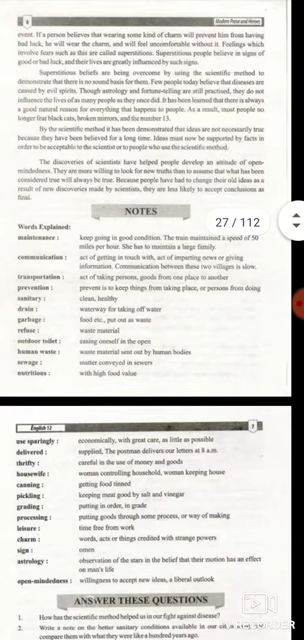 8 Modern Prose and Heroes
event. If a person believes that wearing some kind of charm will prevent him from having
bad luck, he will wear the charm, and will feel uncomfortable without it. Feelings which
involve fears such as this are called superstitions. Superstitious people believe in signs
of good or bad luck, and their lives are greatly influenced by such signs.
Superstitious beliefs are being overcome by using the scientific method to
demonstrate that there is no sound basis for them. Few people today believe that diseases are
caused by evil spirits. Though astrology and fortune-telling are still practised, they do not
influence the lives of as many people as they once did. It has been learned that there is always
a good natural reason for everything that happens to people. As a result, most people no
longer fear black cats, broken mirrors, and the number 13.
By the scientific method it has been demonstrated that ideas are not necessarily true
because they have been believed for a long time. Ideas must now be supported by facts in
order to be acceptable to the scientist or to people who use the scientific method.
The discoveries of scientists have helped people develop an attitude of open-
mindedness. They are more willing to look for new truths than to assume that what has been
considered true will always be true. Because people have had to change their old ideas as a
result of new discoveries made by scientists, they are less likely to accept conclusions as
final.
NOTES
27 / 112
Words Explained:
maintenance : keep going in good condition. The train maintained a speed of 50
miles per hour. She has to maintain a large family.
communication : act of getting in touch with, act of imparting news or giving
information. Communication between these two villages is slow.
transportation : act of taking persons, goods from one place to another
prevention : prevent is to keep things from taking place, or persons from doing
sanitary : clean, healthy
drain : waterway for taking off water
garbage : food etc., put out as waste
refuse : waste material
outdoor toilet : easing oneself in the open
human waste : waste material sent out by human bodies
sewage : matter conveyed in sewers
nutritious : with high food value
English 12 9
use sparingly : economically, with great care, as little as possible
delivered : supplied, The postman delivers our letters at 8 a.m.
thrifty : careful in the use of money and goods
housewife : woman controlling household, woman keeping house
canning : getting food tinned
pickling : keeping meat good by salt and vinegar
grading : putting in order, in grade
processing : putting goods through some process, or way of making
leisure : time free from work
charm : words, acts or things credited with strange powers
sign : omen
astrology : observation of the stars in the belief that their motion has an effect
on man's life
open-mindedness : willingness to accept new ideas, a liberal outlook
ANSWER THESE QUESTIONS
1. How has the scientific method helped us in our fight against disease?
2. Write a note on the better sanitary conditions available in our
compare them with what they were like a hundred years ago.
RECORDER